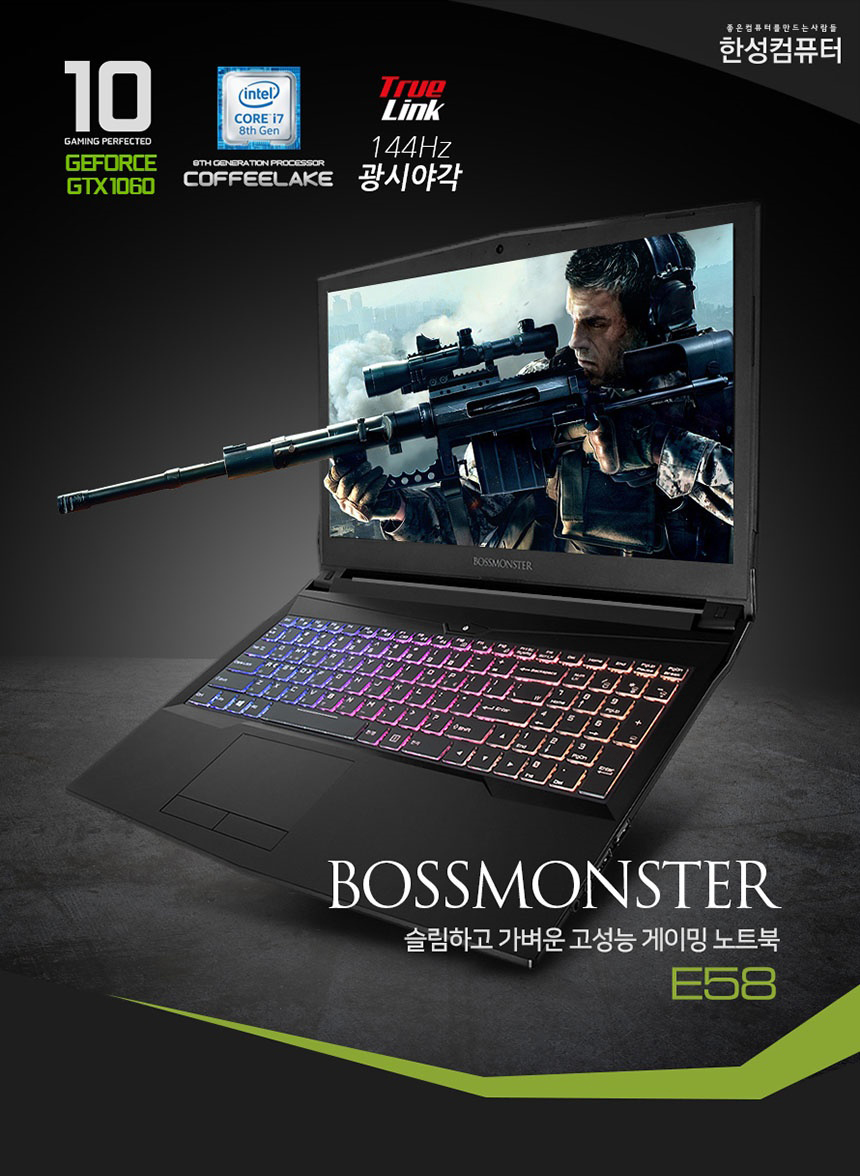 좋은컴퓨터를만드는사람들
한성컴퓨터
10
GAMING PERFECTED
GEFORCE
GTX1060
intel
CORE i7
8th Gen
8TH GENERATION PROCESSOR
COFFEELAKE
True
Link
144Hz
광시야각
BOSSMONSTER
BOSSMONSTER
슬림하고 가벼운 고성능 게이밍 노트북
E58